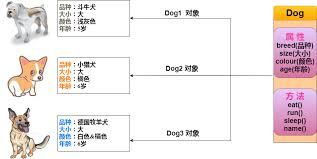 品种：斗牛犬
大小：大
颜色：浅灰色
年龄：5岁
Dog1 对象
品种：小猎犬
大小：大
颜色：橘色
年龄：6岁
Dog2 对象
品种：德国牧羊犬
大小：大
颜色：白色&橘色
年龄：6岁
Dog3 对象
Dog
属 性
breed(品种)
size(大小)
colour(颜色)
age(年龄)
方 法
eat()
run()
sleep()
name()